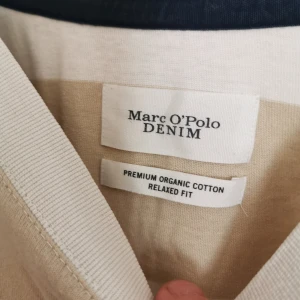 Marc O'Polo
DENIM
PREMIUM ORGANIC COTTON
RELAXED FIT